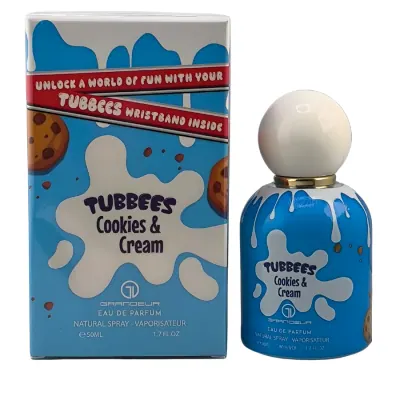 UNLOCK A WORLD OF FUN WITH YOUR
TUBBEES WRISTBAND INSIDE
TUBBEES
Cookies &
Cream
GRANDEUR
EAU DE PARFUM
NATURAL SPRAY - VAPORISATEUR
e50ML 1.7 FL.OZ
TUBBEES
Cookies &
Cream
GRANDEUR
EAU DE PARFUM
NATURAL SPRAY - VAPORISATEUR